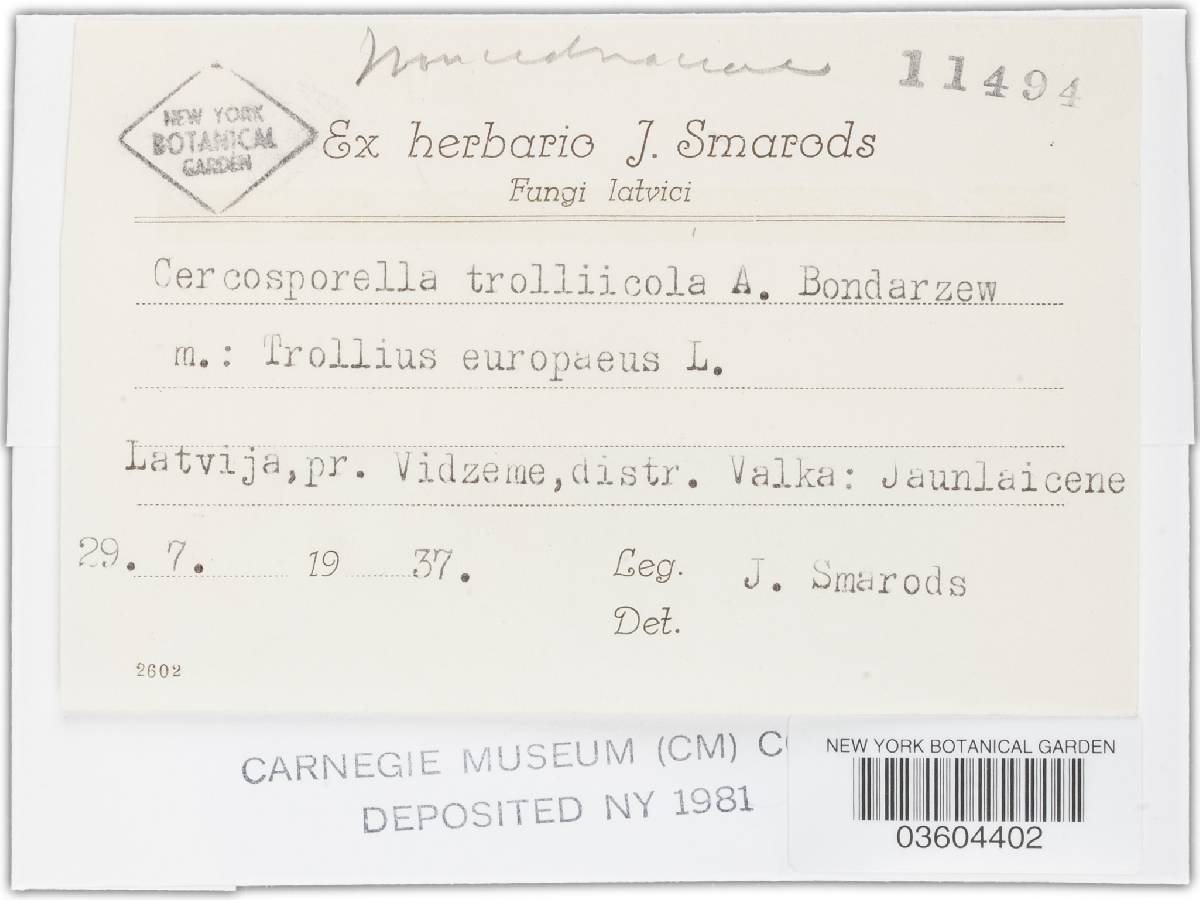 11494
NEW YORK
BOTANICAL
GARDEN
Ex herbario J. Smarods
Fungi latvici
Cercosporella trolliicola A. Bondarzew
m.: Trollius europaeus L.
Latvija,pr. Vidzeme,distr. Valka: Jaunlaicene
29. 7. 19 37. Leg. J. Smarods
Det.
2602
CARNEGIE MUSEUM (CM) CO
DEPOSITED NY 1981
NEW YORK BOTANICAL GARDEN
03604402